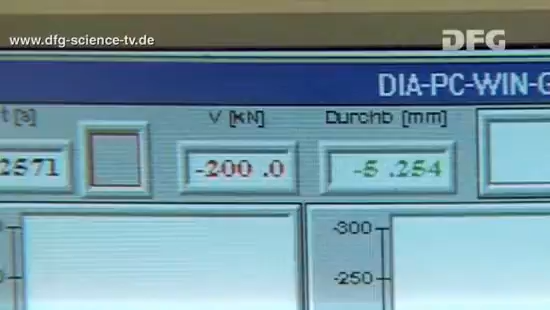 www.dfg-science-tv.de
DFG
DIA-PC-WIN-G
t [s]
V [kN]
Durchb [mm]
2571
-200.0
-5.254
-300
-250